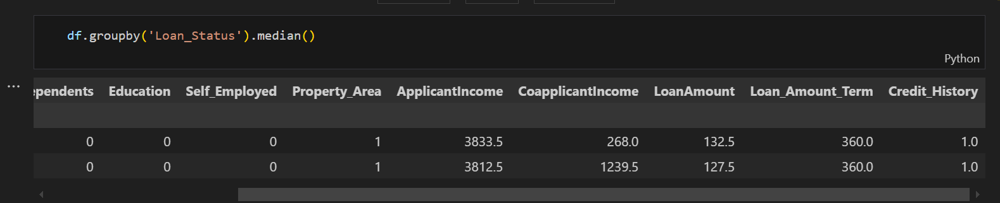 df.groupby('Loan_Status').median()
Python
ependents Education Self_Employed Property_Area ApplicantIncome CoapplicantIncome LoanAmount Loan_Amount_Term Credit_History
0 0 0 1 3833.5 268.0 132.5 360.0 1.0
0 0 0 1 3812.5 1239.5 127.5 360.0 1.0